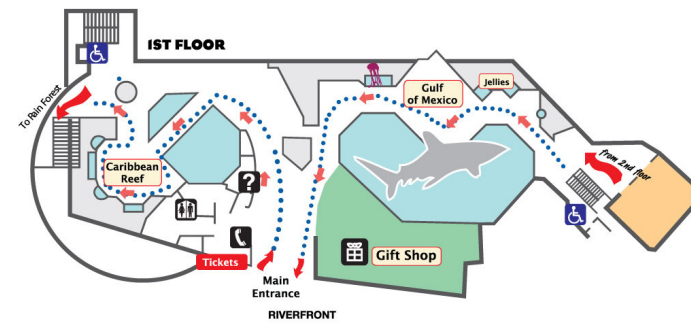 1ST FLOOR
To Rain Forest
Caribbean
Reef
?
Tickets
Main
Entrance
RIVERFRONT
Gulf
of Mexico
Jellies
from 2nd floor
Gift Shop